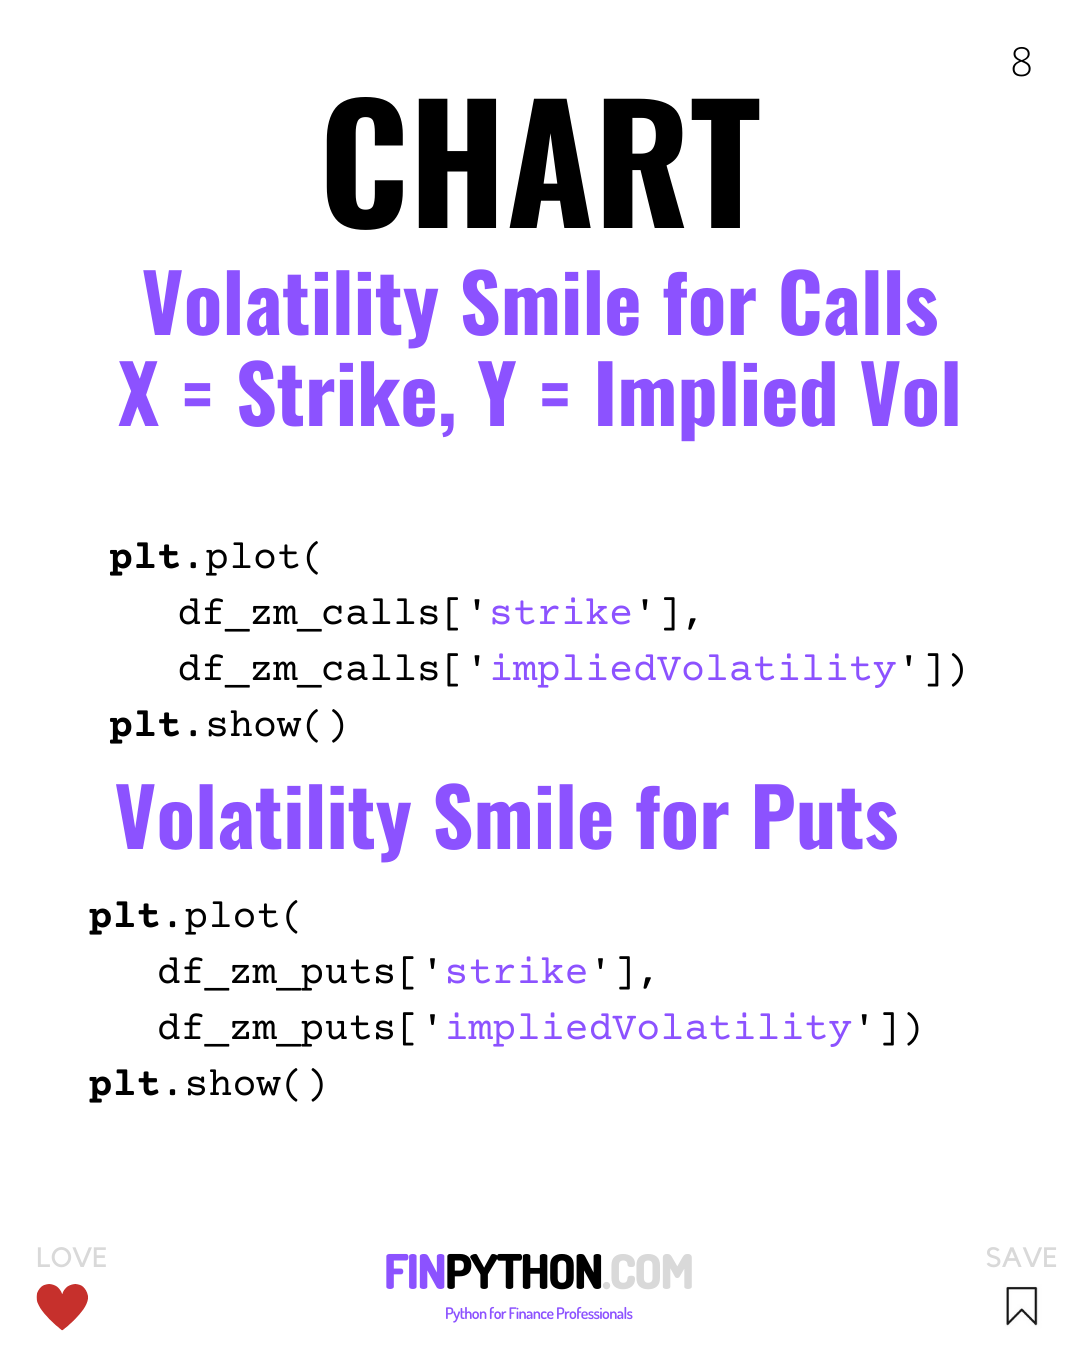 8
CHART
Volatility Smile for Calls
X = Strike, Y = Implied Vol
plt.plot(
df_zm_calls['strike'],
df_zm_calls['impliedVolatility'])
plt.show()
Volatility Smile for Puts
plt.plot(
df_zm_puts['strike'],
df_zm_puts['impliedVolatility'])
plt.show()
LOVE
FINPYTHON.COM
Python for Finance Professionals
SAVE